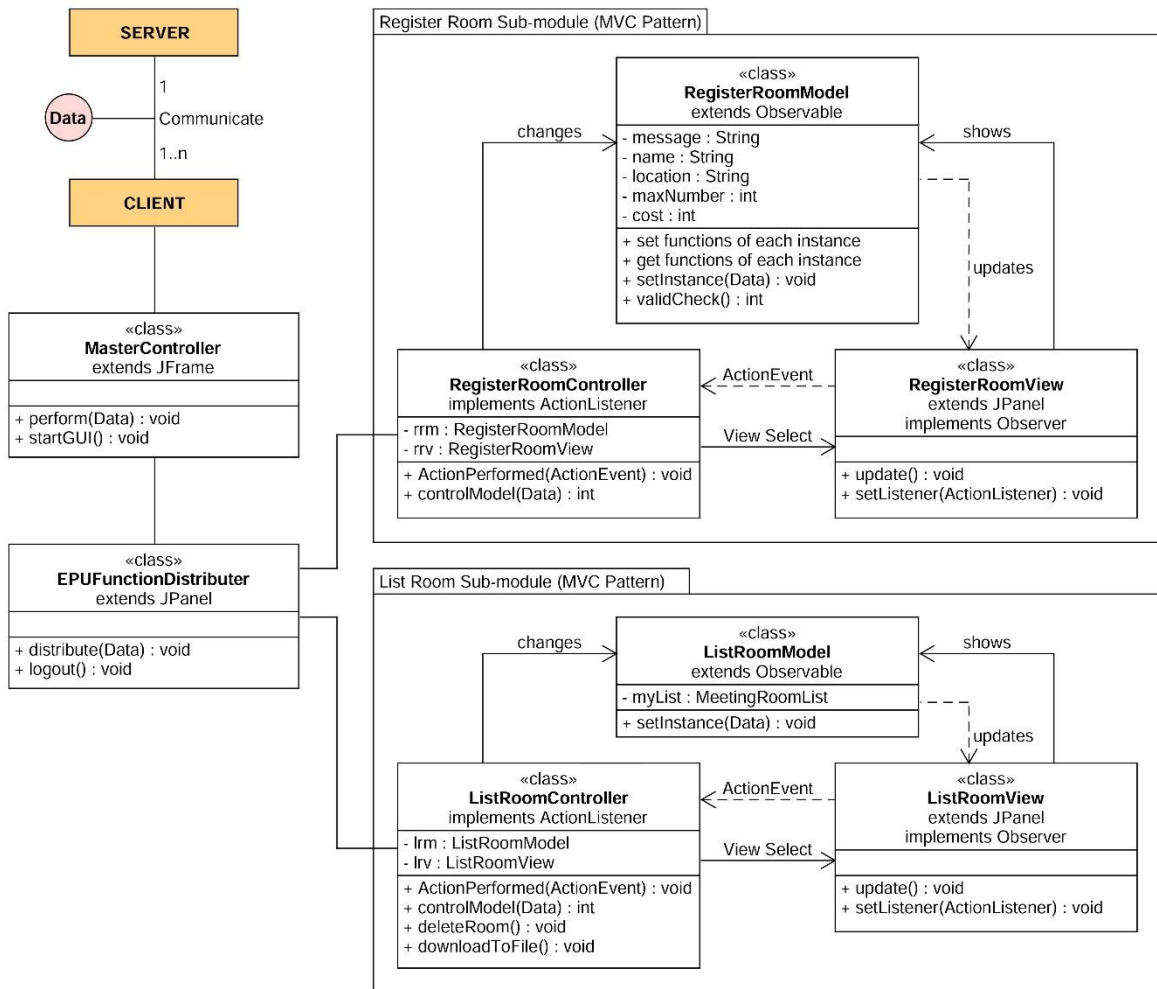 SERVER
1
Data
Communicate
1..n
CLIENT
«class»
MasterController
extends JFrame
+ perform(Data) : void
+ startGUI() : void
«class»
EPUFunctionDistributer
extends JPanel
+ distribute(Data) : void
+ logout() : void
Register Room Sub-module (MVC Pattern)
«class»
RegisterRoomModel
extends Observable
- message : String
- name : String
- location : String
- maxNumber : int
- cost : int
+ set functions of each instance
+ get functions of each instance
+ setInstance(Data) : void
+ validCheck() : int
changes
shows
updates
«class»
RegisterRoomController
implements ActionListener
- rrm : RegisterRoomModel
- rrv : RegisterRoomView
+ ActionPerformed(ActionEvent) : void
+ controlModel(Data) : int
ActionEvent
View Select
«class»
RegisterRoomView
extends JPanel
implements Observer
+ update() : void
+ setListener(ActionListener) : void
List Room Sub-module (MVC Pattern)
«class»
ListRoomModel
extends Observable
- myList : MeetingRoomList
+ setInstance(Data) : void
changes
shows
updates
«class»
ListRoomController
implements ActionListener
- lrm : ListRoomModel
- lrv : ListRoomView
+ ActionPerformed(ActionEvent) : void
+ controlModel(Data) : int
+ deleteRoom() : void
+ downloadToFile() : void
ActionEvent
View Select
«class»
ListRoomView
extends JPanel
implements Observer
+ update() : void
+ setListener(ActionListener) : void